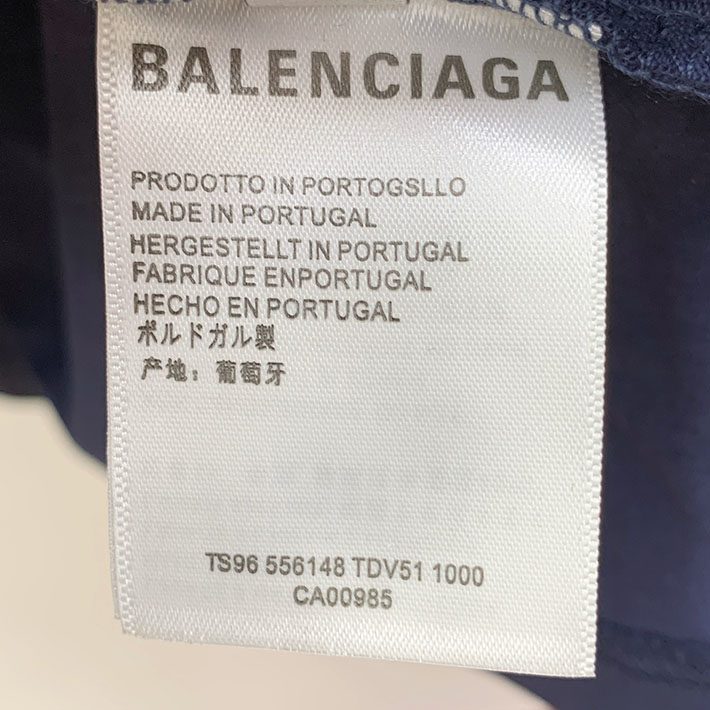 BALENCIAGA
PRODOTTO IN PORTOGSLLO
MADE IN PORTUGAL
HERGESTELLT IN PORTUGAL
FABRIQUE ENPORTUGAL
HECHO EN PORTUGAL
ポルドガル製
产地：葡萄牙
TS96 556148 TDV51 1000
CA00985